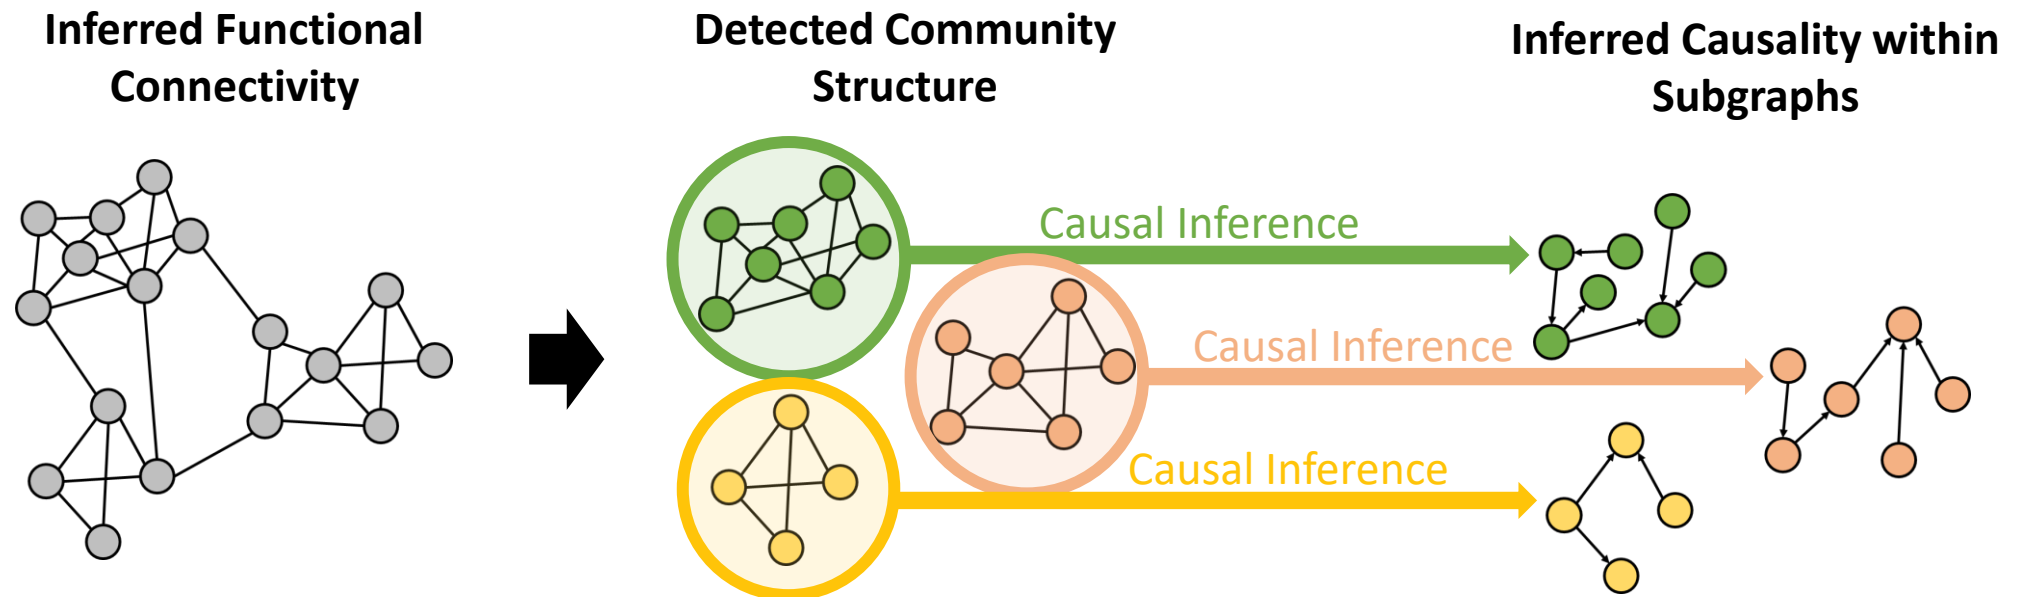 Inferred Functional
Connectivity
Detected Community
Structure
Inferred Causality within
Subgraphs
Causal Inference
Causal Inference
Causal Inference